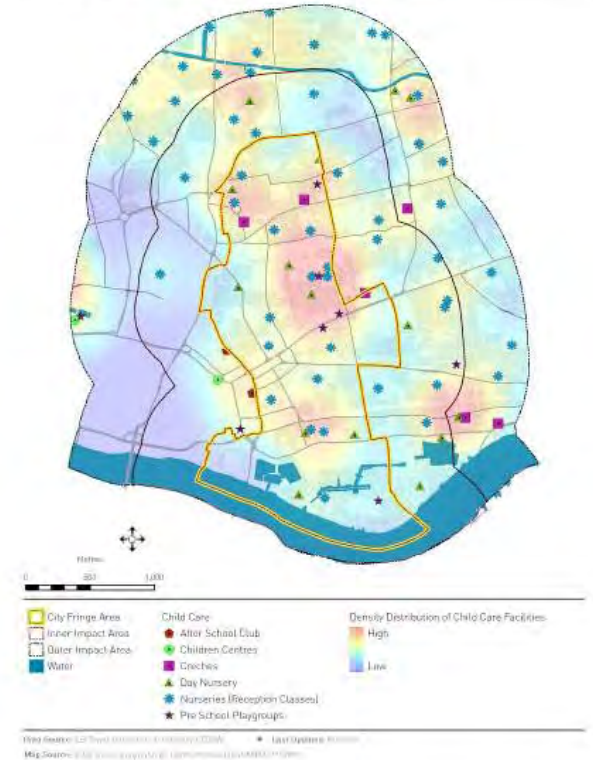 Metres
0 500 1,000
City Fringe Area
Inner Impact Area
Outer Impact Area
Water
Child Care
After School Club
Children Centres
Creches
Day Nursery
Nurseries (Reception Classes)
Pre School Playgroups
Density Distribution of Child Care Facilities
High
Low
Data Source:
Last Updated:
Map Source: